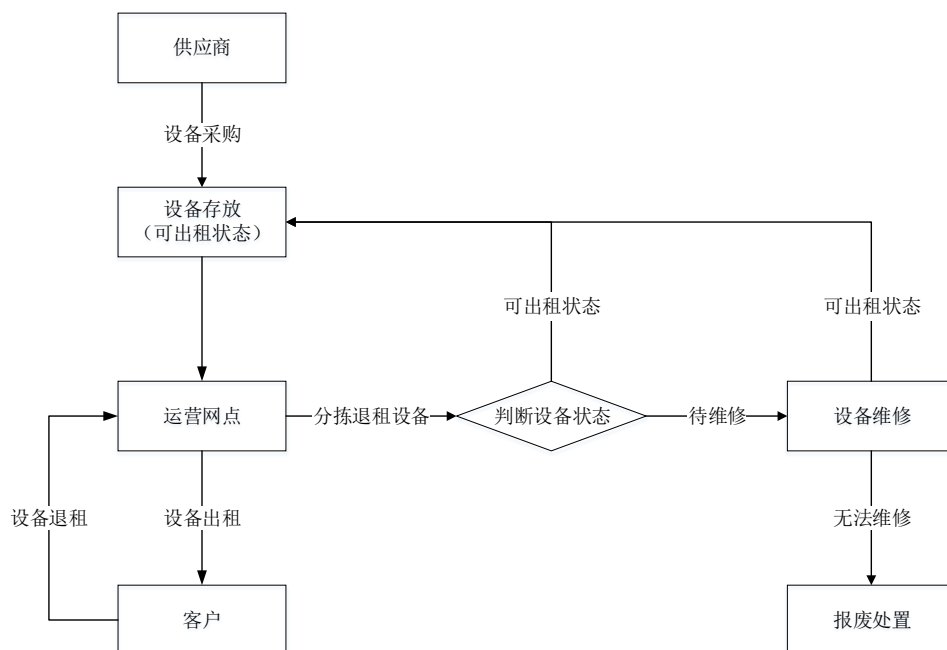 供应商
设备采购
设备存放
（可出租状态）
可出租状态
可出租状态
运营网点
分拣退租设备
判断设备状态
待维修
设备维修
设备退租
设备出租
无法维修
客户
报废处置